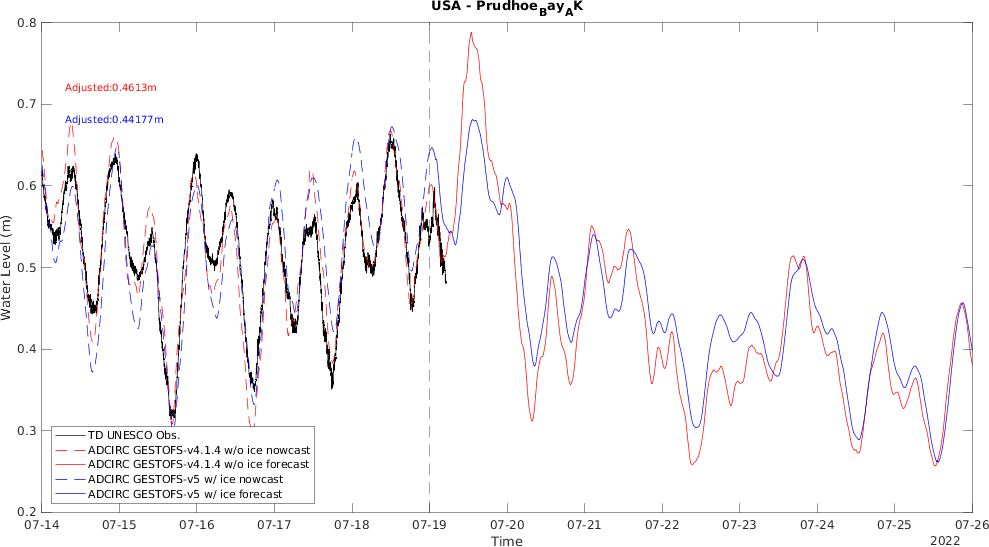 USA - PrudhoeBayAK
0.8
0.7
0.6
0.5
0.4
0.3
0.2
Water Level (m)
Adjusted:0.4613m
Adjusted:0.44177m
TD UNESCO Obs.
ADCIRC GESTOFS-v4.1.4 w/o ice nowcast
ADCIRC GESTOFS-v4.1.4 w/o ice forecast
ADCIRC GESTOFS-v5 w/ ice nowcast
ADCIRC GESTOFS-v5 w/ ice forecast
07-14 07-15 07-16 07-17 07-18 07-19 07-20 07-21 07-22 07-23 07-24 07-25 07-26
Time
2022